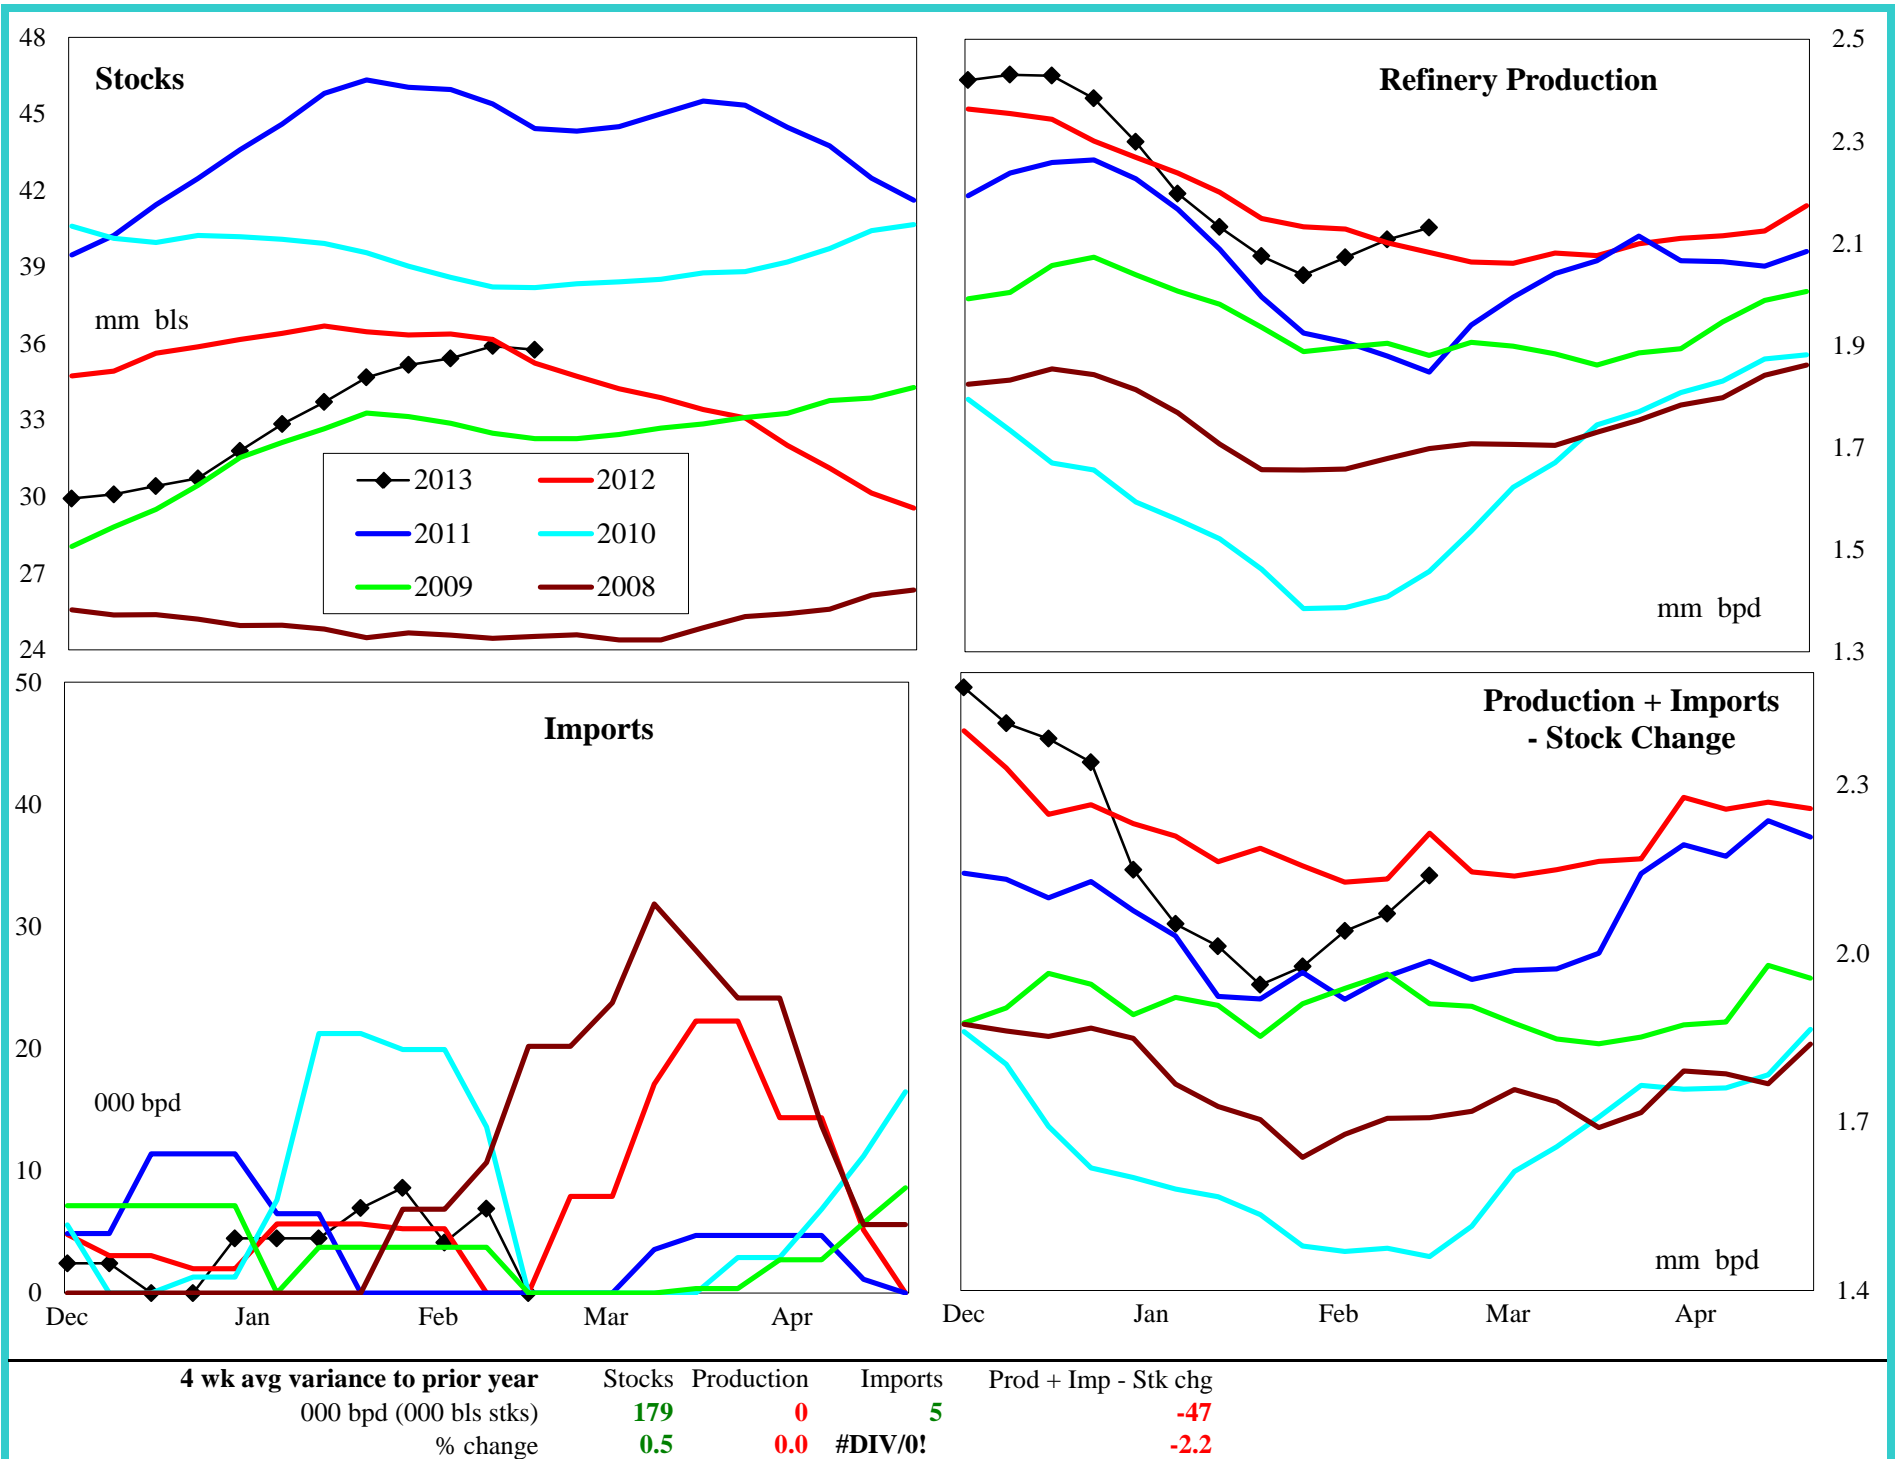 48
45
42
39
36
33
30
27
24
Stocks
mm bls
2013
2012
2011
2010
2009
2008
Refinery Production
mm bpd
2.5
2.3
2.1
1.9
1.7
1.5
1.3
50
40
30
20
10
0
Imports
000 bpd
Dec Jan Feb Mar Apr
Production + Imports
- Stock Change
mm bpd
2.3
2.0
1.7
1.4
Dec Jan Feb Mar Apr
4 wk avg variance to prior year Stocks Production Imports Prod + Imp - Stk chg
000 bpd (000 bls stks) 179 0 5 -47
% change 0.5 0.0 #DIV/0! -2.2